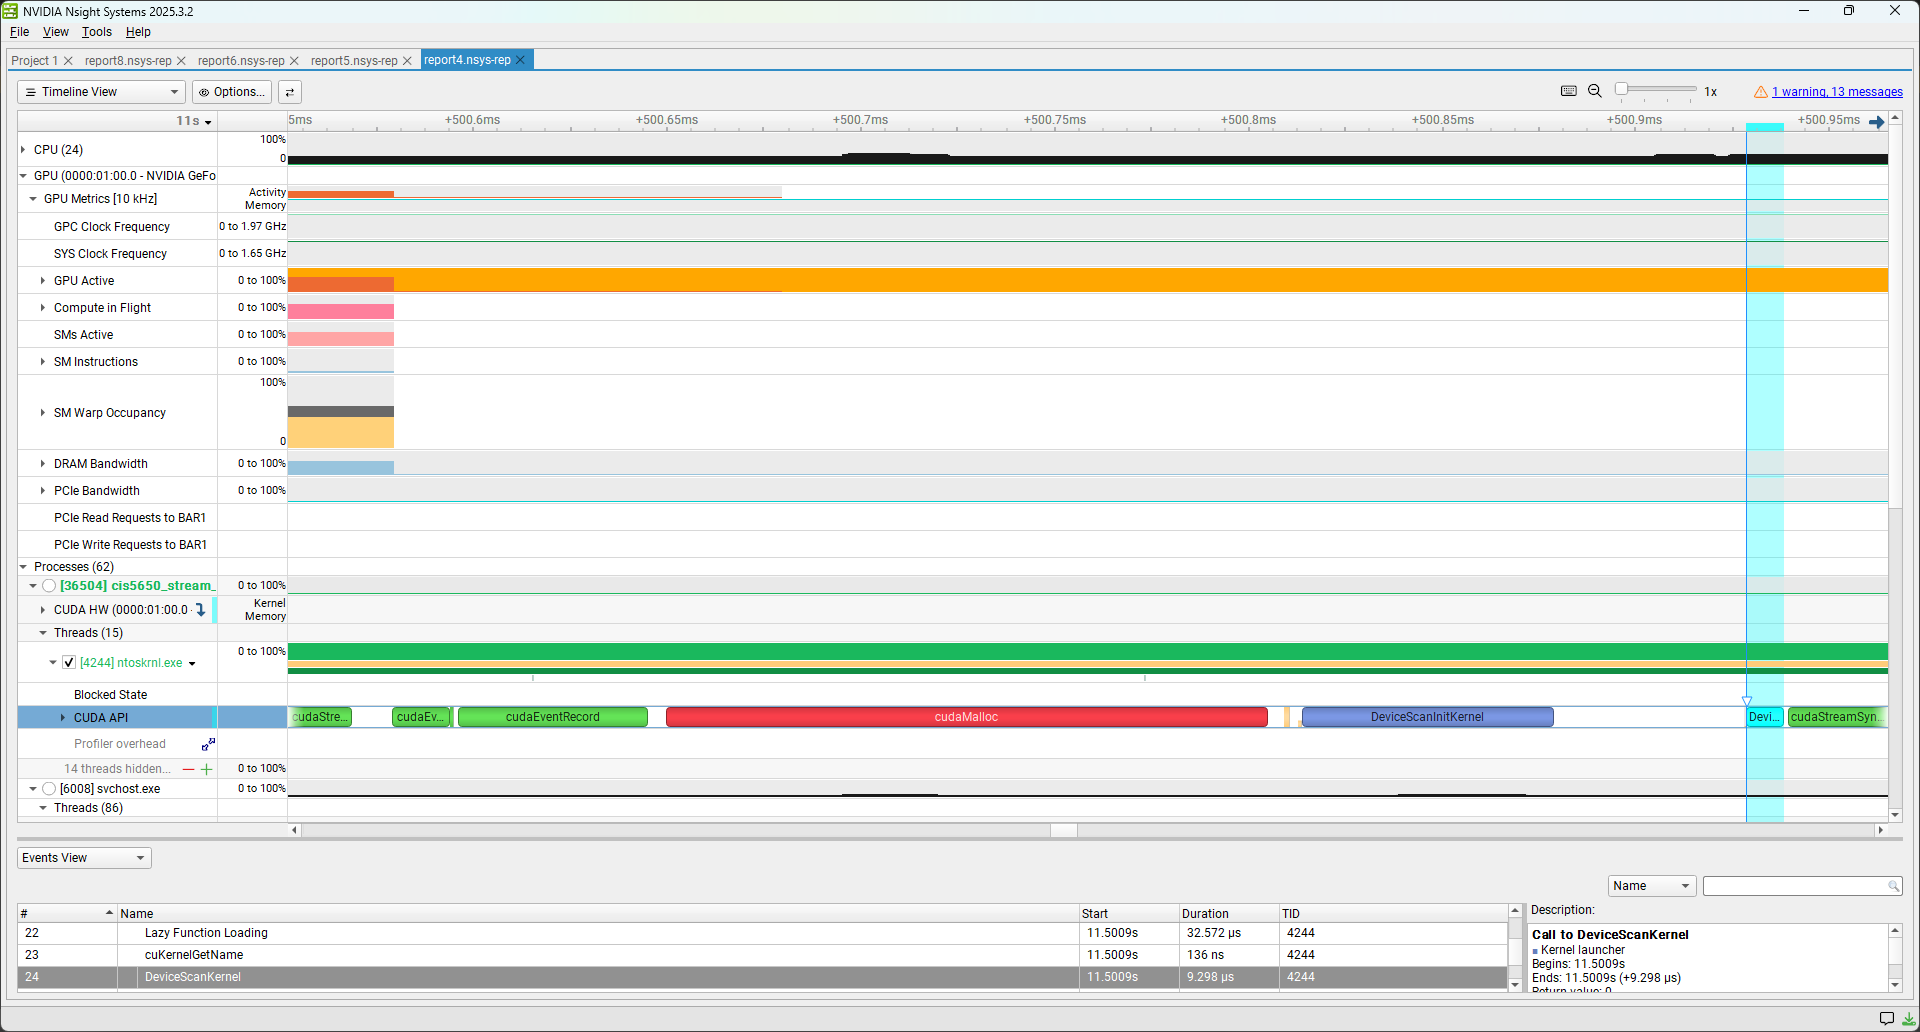 NVIDIA Nsight Systems 2025.3.2
File View Tools Help
Project 1 report8.nsys-rep report6.nsys-rep report5.nsys-rep report4.nsys-rep
Timeline View Options... 1x 1 warning, 13 messages
11s 5ms +500.6ms +500.65ms +500.7ms +500.75ms +500.8ms +500.85ms +500.9ms +500.95ms
CPU (24) 100% 0
GPU (0000:01:00.0 - NVIDIA GeFo
GPU Metrics [10 kHz] Activity
Memory
GPC Clock Frequency 0 to 1.97 GHz
SYS Clock Frequency 0 to 1.65 GHz
GPU Active 0 to 100%
Compute in Flight 0 to 100%
SMs Active 0 to 100%
SM Instructions 0 to 100%
SM Warp Occupancy 100% 0
DRAM Bandwidth 0 to 100%
PCIe Bandwidth 0 to 100%
PCIe Read Requests to BAR1
PCIe Write Requests to BAR1
Processes (62)
[36504] cis5650_stream_ 0 to 100%
CUDA HW (0000:01:00.0 - Kernel
Memory
Threads (15)
[4244] ntoskrnl.exe 0 to 100%
Blocked State
CUDA API cudaStre... cudaEv... cudaEventRecord cudaMalloc DeviceScanInitKernel Devi... cudaStreamSyn...
Profiler overhead
14 threads hidden... 0 to 100%
[6008] svchost.exe 0 to 100%
Threads (86)
Events View
Name
# Name Start Duration TID
22 Lazy Function Loading 11.5009s 32.572 μs 4244
23 cuKernelGetName 11.5009s 136 ns 4244
24 DeviceScanKernel 11.5009s 9.298 μs 4244
Description:
Call to DeviceScanKernel
Kernel launcher
Begins: 11.5009s
Ends: 11.5009s (+9.298 μs)
Return value: 0